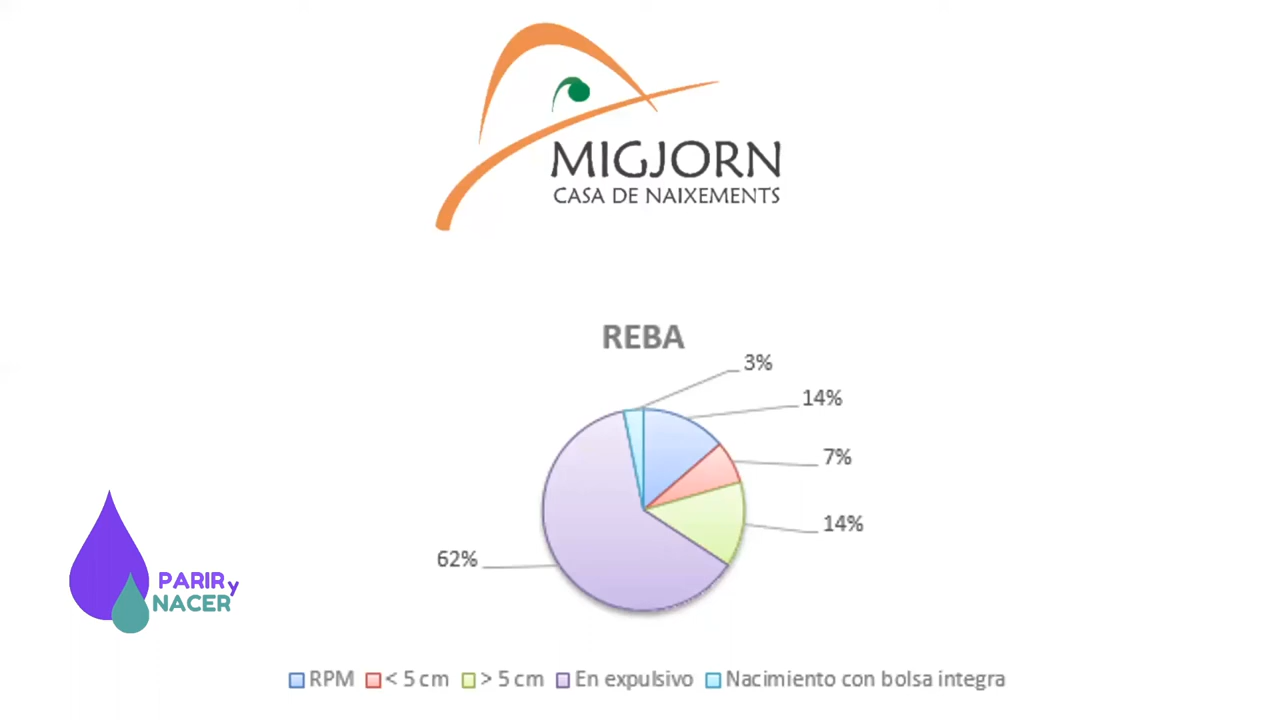 MIGJORN
CASA DE NAIXEMENTS
REBA
3%
14%
7%
14%
62%
PARIR y
NACER
RPM < 5 cm > 5 cm En expulsivo Nacimiento con bolsa integra